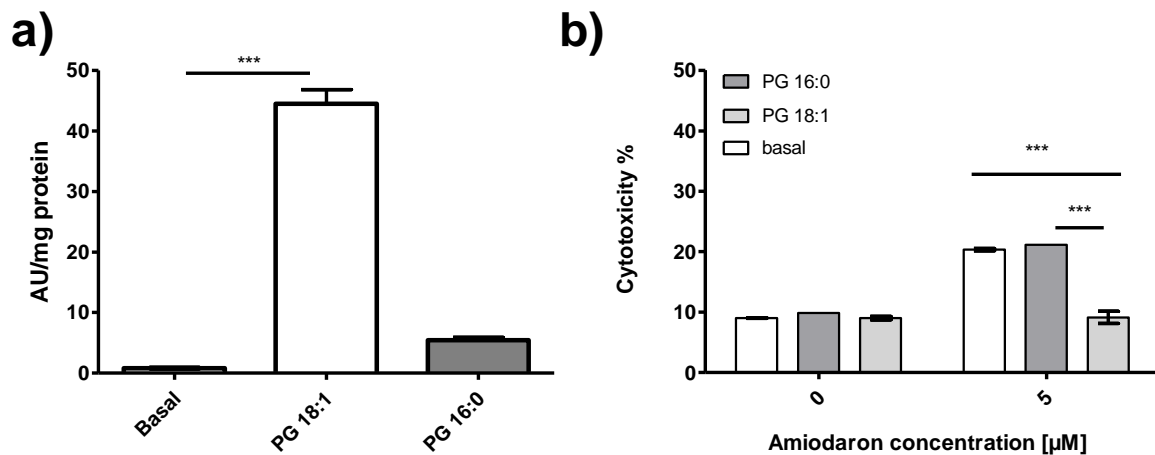 a)
***
50
40
30
20
10
0
AU/mg protein
Basal
PG 18:1
PG 16:0
b)
50
40
30
20
10
0
Cytotoxicity %
PG 16:0
PG 18:1
basal
***
***
0
5
Amiodaron concentration [µM]